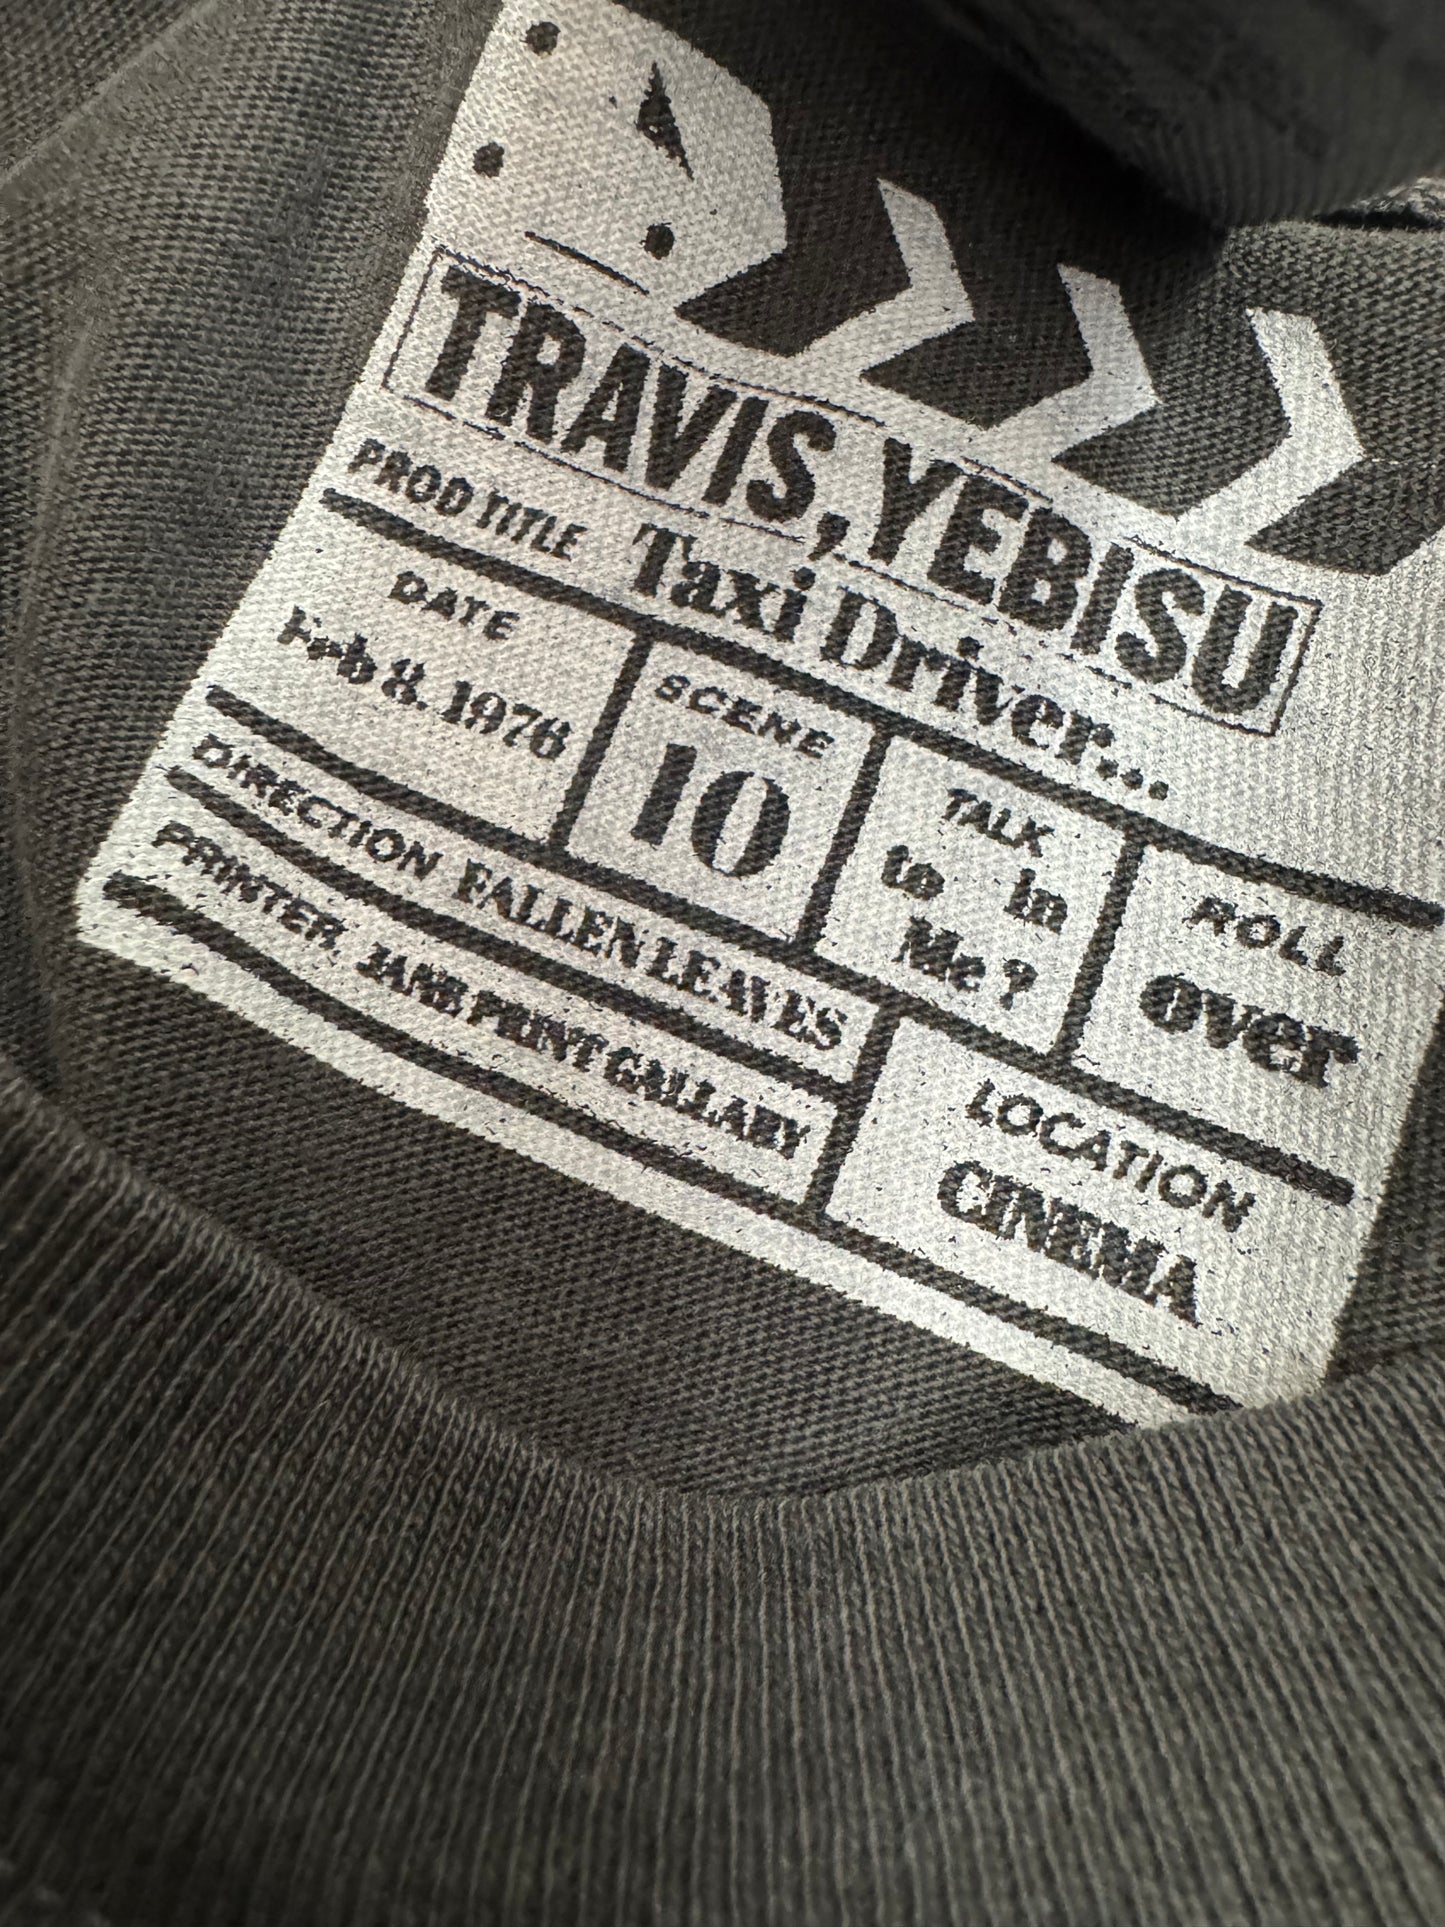 TRAVIS, YEBISU
PROD TITLE Taxi Driver...
DATE
Feb 8. 1976
SCENE
10
TALK
to in
Me ?
ROLL
Over
DIRECTION FALLEN LEAVES
PRINTER JANE PRINT GALLARY
LOCATION
CINEMA